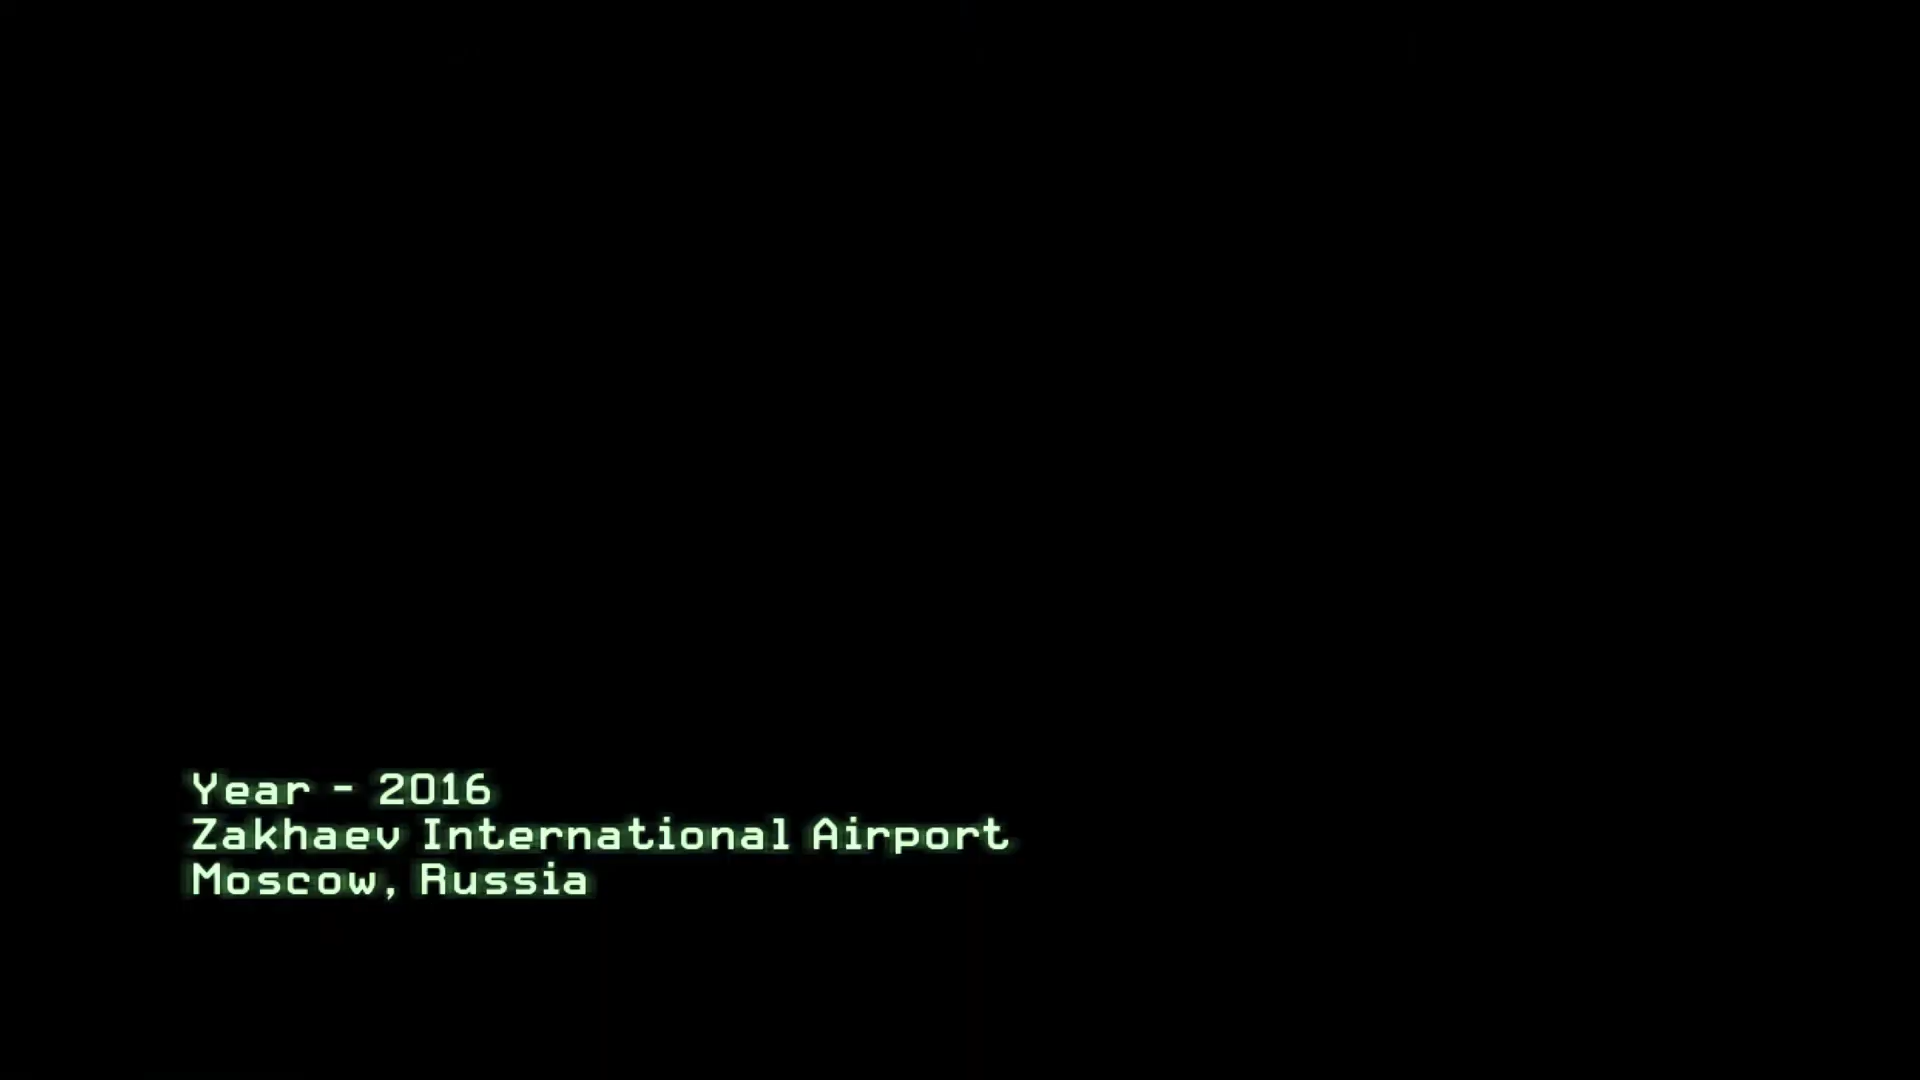 Year - 2016
Zakhaev International Airport
Moscow, Russia